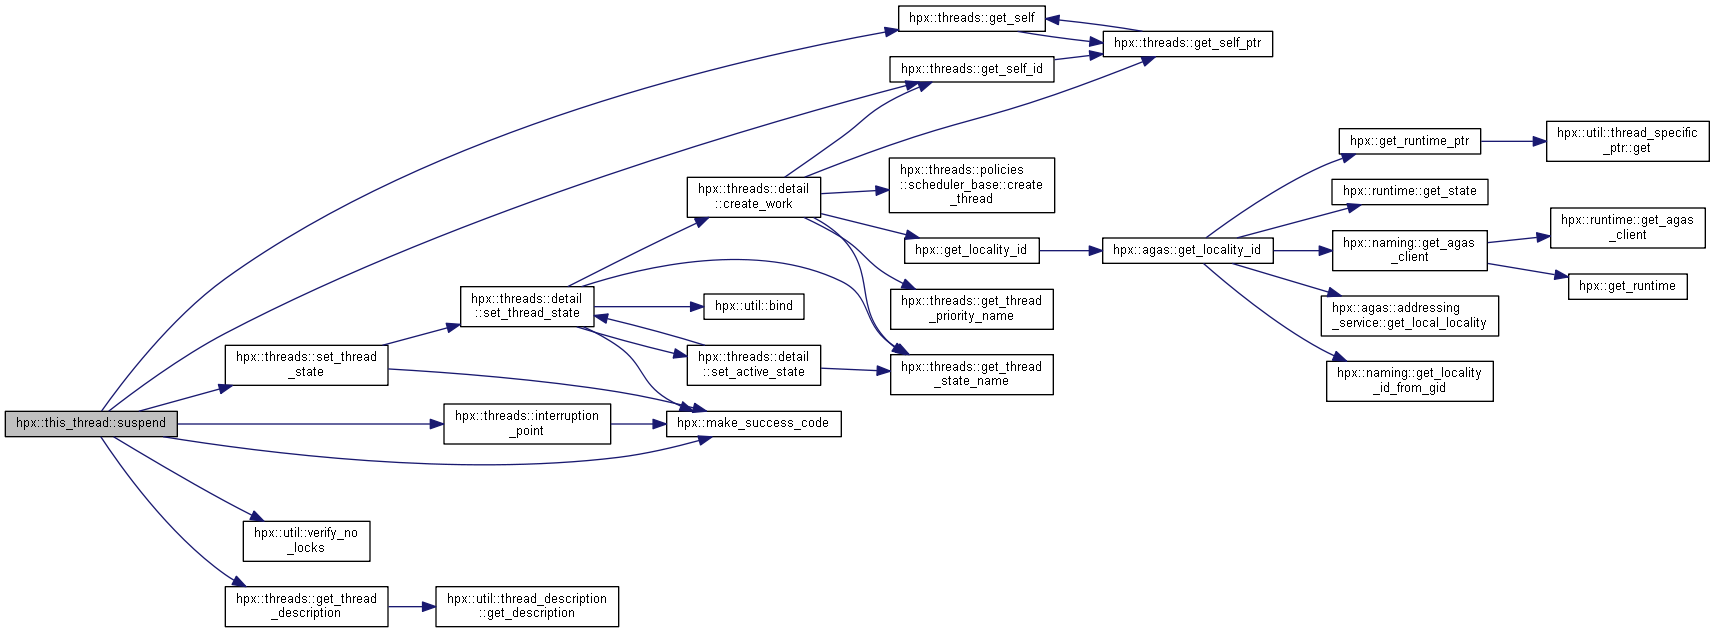 hpx::threads::get_self
hpx::threads::get_self_ptr
hpx::threads::get_self_id
hpx::get_runtime_ptr
hpx::util::thread_specific
_ptr::get
hpx::threads::policies
::scheduler_base::create
_thread
hpx::threads::detail
::create_work
hpx::runtime::get_state
hpx::runtime::get_agas
_client
hpx::get_locality_id
hpx::agas::get_locality_id
hpx::naming::get_agas
_client
hpx::get_runtime
hpx::threads::detail
::set_thread_state
hpx::util::bind
hpx::threads::get_thread
_priority_name
hpx::agas::addressing
_service::get_local_locality
hpx::threads::set_thread
_state
hpx::threads::detail
::set_active_state
hpx::threads::get_thread
_state_name
hpx::naming::get_locality
_id_from_gid
hpx::this_thread::suspend
hpx::threads::interruption
_point
hpx::make_success_code
hpx::util::verify_no
_locks
hpx::threads::get_thread
_description
hpx::util::thread_description
::get_description